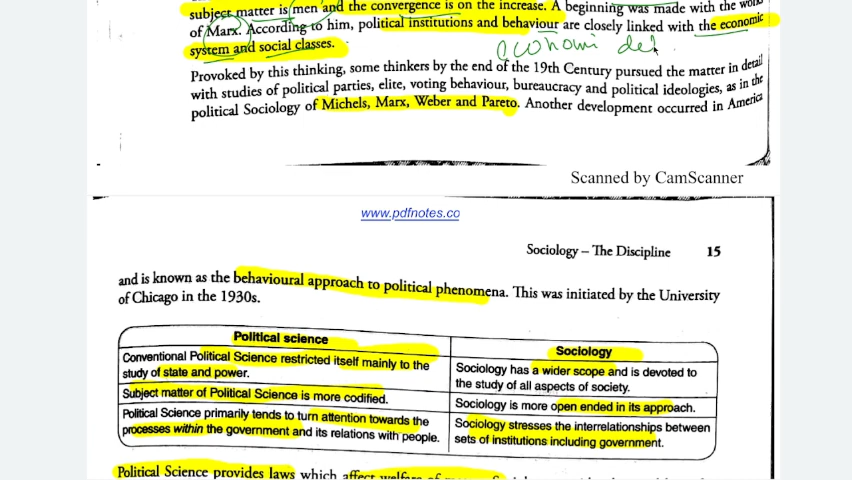 subject matter is men and the convergence is on the increase. A beginning was made with the work
of Marx. According to him, political institutions and behaviour are closely linked with the economic
system and social classes.
economi det
Provoked by this thinking, some thinkers by the end of the 19th Century pursued the matter in detail
with studies of political parties, elite, voting behaviour, bureaucracy and political ideologies, as in the
political Sociology of Michels, Marx, Weber and Pareto. Another development occurred in America
Scanned by CamScanner
www.pdfnotes.co
Sociology – The Discipline 15
and is known as the behavioural approach to political phenomena. This was initiated by the University
of Chicago in the 1930s.
Political science
Conventional Political Science restricted itself mainly to the
study of state and power.
Subject matter of Political Science is more codified.
Political Science primarily tends to turn attention towards the
processes within the government and its relations with people.
Sociology
Sociology has a wider scope and is devoted to
the study of all aspects of society.
Sociology is more open ended in its approach.
Sociology stresses the interrelationships between
sets of institutions including government.
Political Science provides laws which affect welfare of